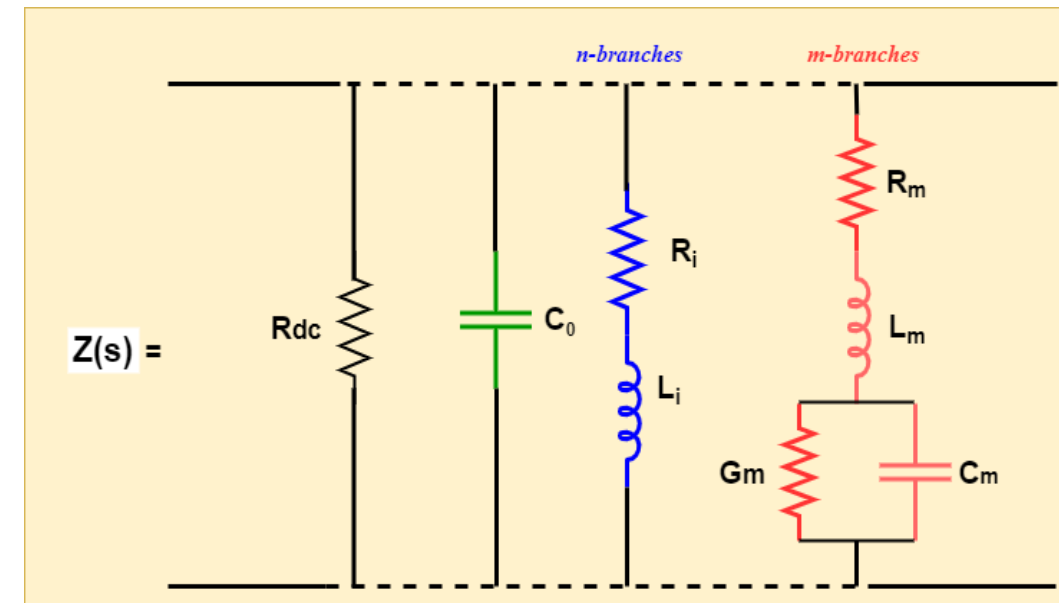 n-branches
m-branches
Rm
Ri
Rdc
C0
Z(s) =
Lm
Li
Gm
Cm